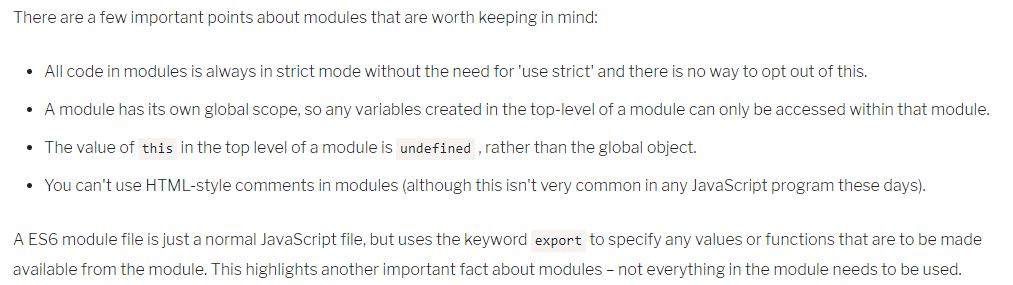 There are a few important points about modules that are worth keeping in mind:
• All code in modules is always in strict mode without the need for 'use strict' and there is no way to opt out of this.
• A module has its own global scope, so any variables created in the top-level of a module can only be accessed within that module.
• The value of this in the top level of a module is undefined , rather than the global object.
• You can't use HTML-style comments in modules (although this isn't very common in any JavaScript program these days).
A ES6 module file is just a normal JavaScript file, but uses the keyword export to specify any values or functions that are to be made
available from the module. This highlights another important fact about modules – not everything in the module needs to be used.